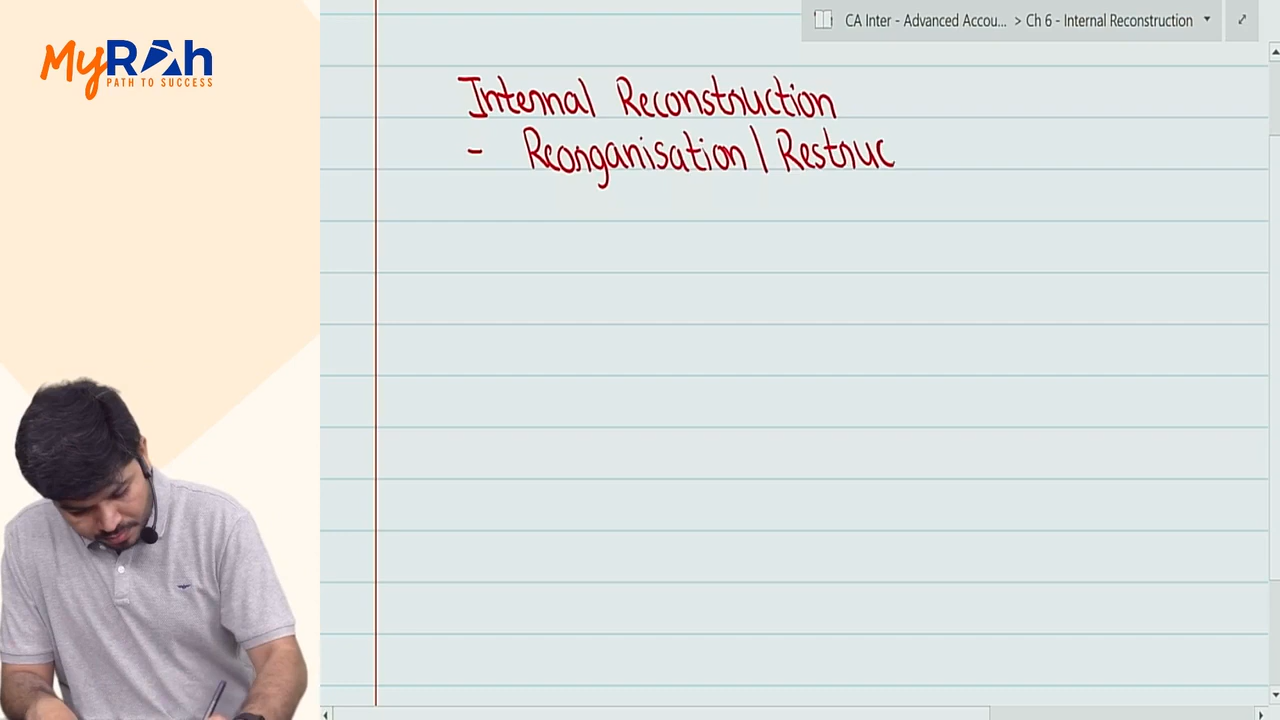 MyRAh
PATH TO SUCCESS
CA Inter - Advanced Accou... > Ch 6 - Internal Reconstruction
Internal Reconstruction
- Reorganisation / Restruc